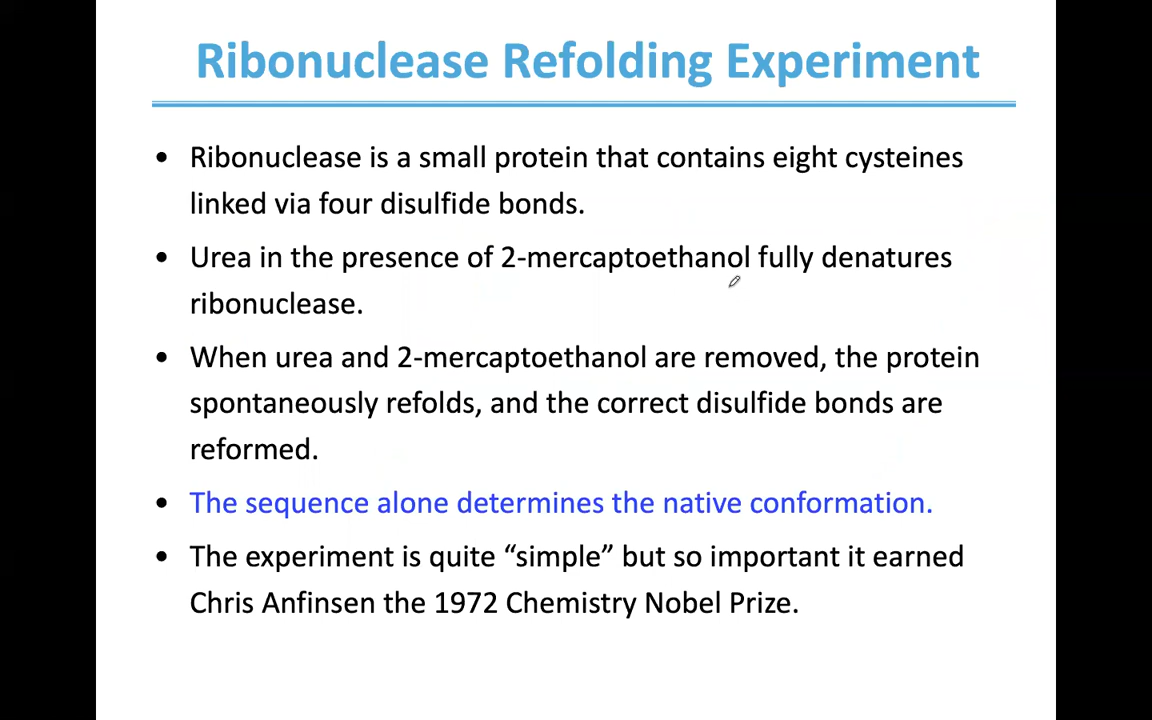 Ribonuclease Refolding Experiment
• Ribonuclease is a small protein that contains eight cysteines
linked via four disulfide bonds.
• Urea in the presence of 2-mercaptoethanol fully denatures
ribonuclease.
• When urea and 2-mercaptoethanol are removed, the protein
spontaneously refolds, and the correct disulfide bonds are
reformed.
• The sequence alone determines the native conformation.
• The experiment is quite “simple” but so important it earned
Chris Anfinsen the 1972 Chemistry Nobel Prize.